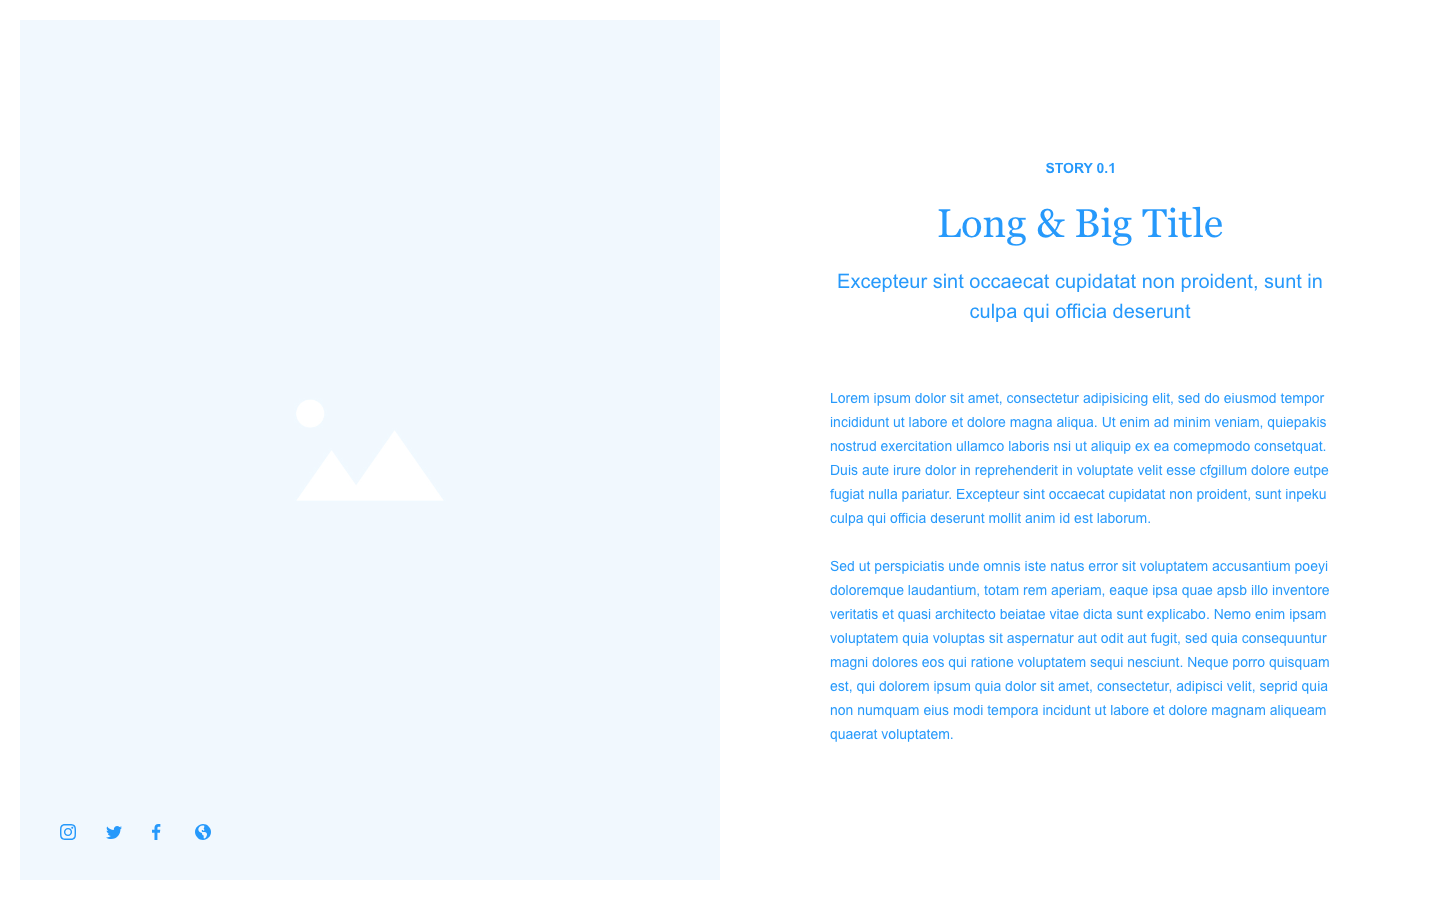 STORY 0.1
Long & Big Title
Excepteur sint occaecat cupidatat non proident, sunt in
culpa qui officia deserunt
Lorem ipsum dolor sit amet, consectetur adipisicing elit, sed do eiusmod tempor
incididunt ut labore et dolore magna aliqua. Ut enim ad minim veniam, quiepakis
nostrud exercitation ullamco laboris nsi ut aliquip ex ea comepmodo consetquat.
Duis aute irure dolor in reprehenderit in voluptate velit esse cfgillum dolore eutpe
fugiat nulla pariatur. Excepteur sint occaecat cupidatat non proident, sunt inpeku
culpa qui officia deserunt mollit anim id est laborum.
Sed ut perspiciatis unde omnis iste natus error sit voluptatem accusantium poeyi
doloremque laudantium, totam rem aperiam, eaque ipsa quae apsb illo inventore
veritatis et quasi architecto beiatae vitae dicta sunt explicabo. Nemo enim ipsam
voluptatem quia voluptas sit aspernatur aut odit aut fugit, sed quia consequuntur
magni dolores eos qui ratione voluptatem sequi nesciunt. Neque porro quisquam
est, qui dolorem ipsum quia dolor sit amet, consectetur, adipisci velit, seprid quia
non numquam eius modi tempora incidunt ut labore et dolore magnam aliqueam
quaerat voluptatem.